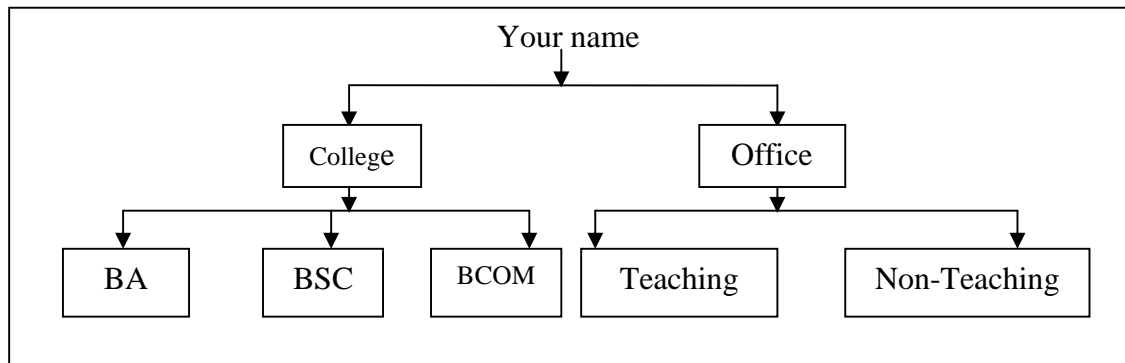 Your name
College
Office
BA
BSC
BCOM
Teaching
Non-Teaching